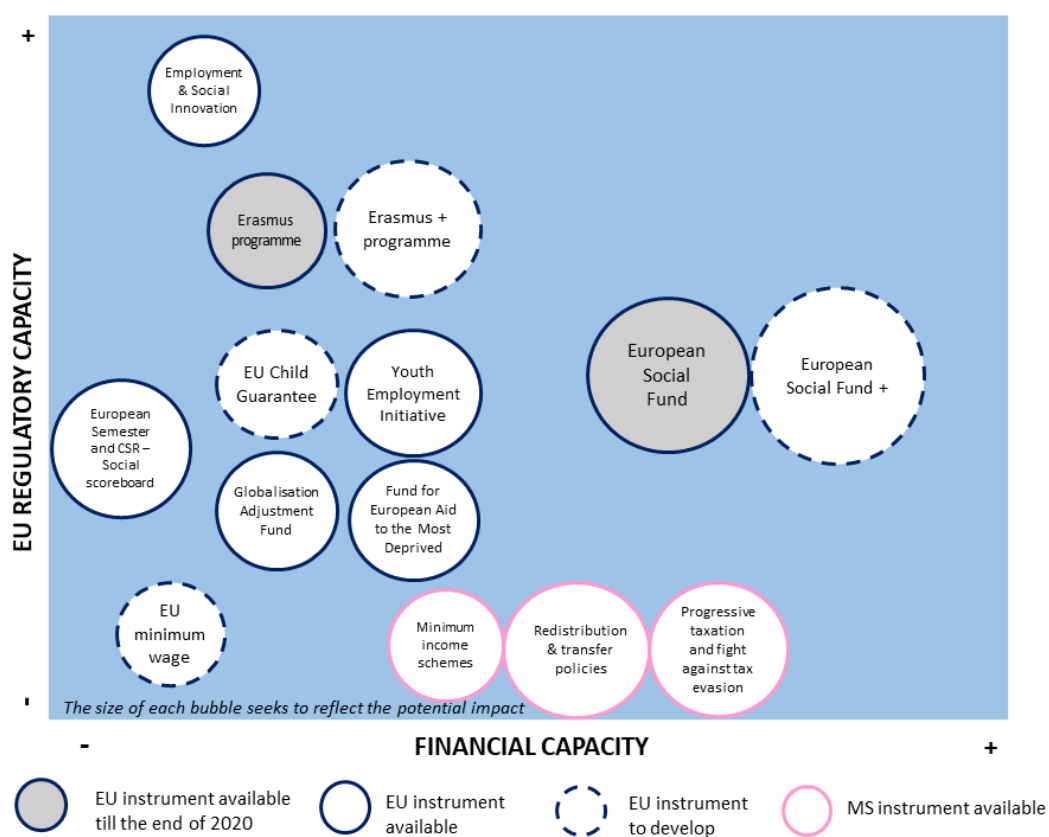 +
Employment
& Social
Innovation
Erasmus
programme
Erasmus +
programme
EU REGULATORY CAPACITY
EU Child
Guarantee
Youth
Employment
Initiative
European
Social
Fund
European
Social Fund +
European
Semester
and CSR –
Social
scoreboard
Globalisation
Adjustment
Fund
Fund for
European Aid
to the Most
Deprived
EU
minimum
wage
Minimum
income
schemes
Redistribution
& transfer
policies
Progressive
taxation
and fight
against tax
evasion
-
The size of each bubble seeks to reflect the potential impact
-
FINANCIAL CAPACITY
+
EU instrument available
till the end of 2020
EU instrument
available
EU instrument
to develop
MS instrument available